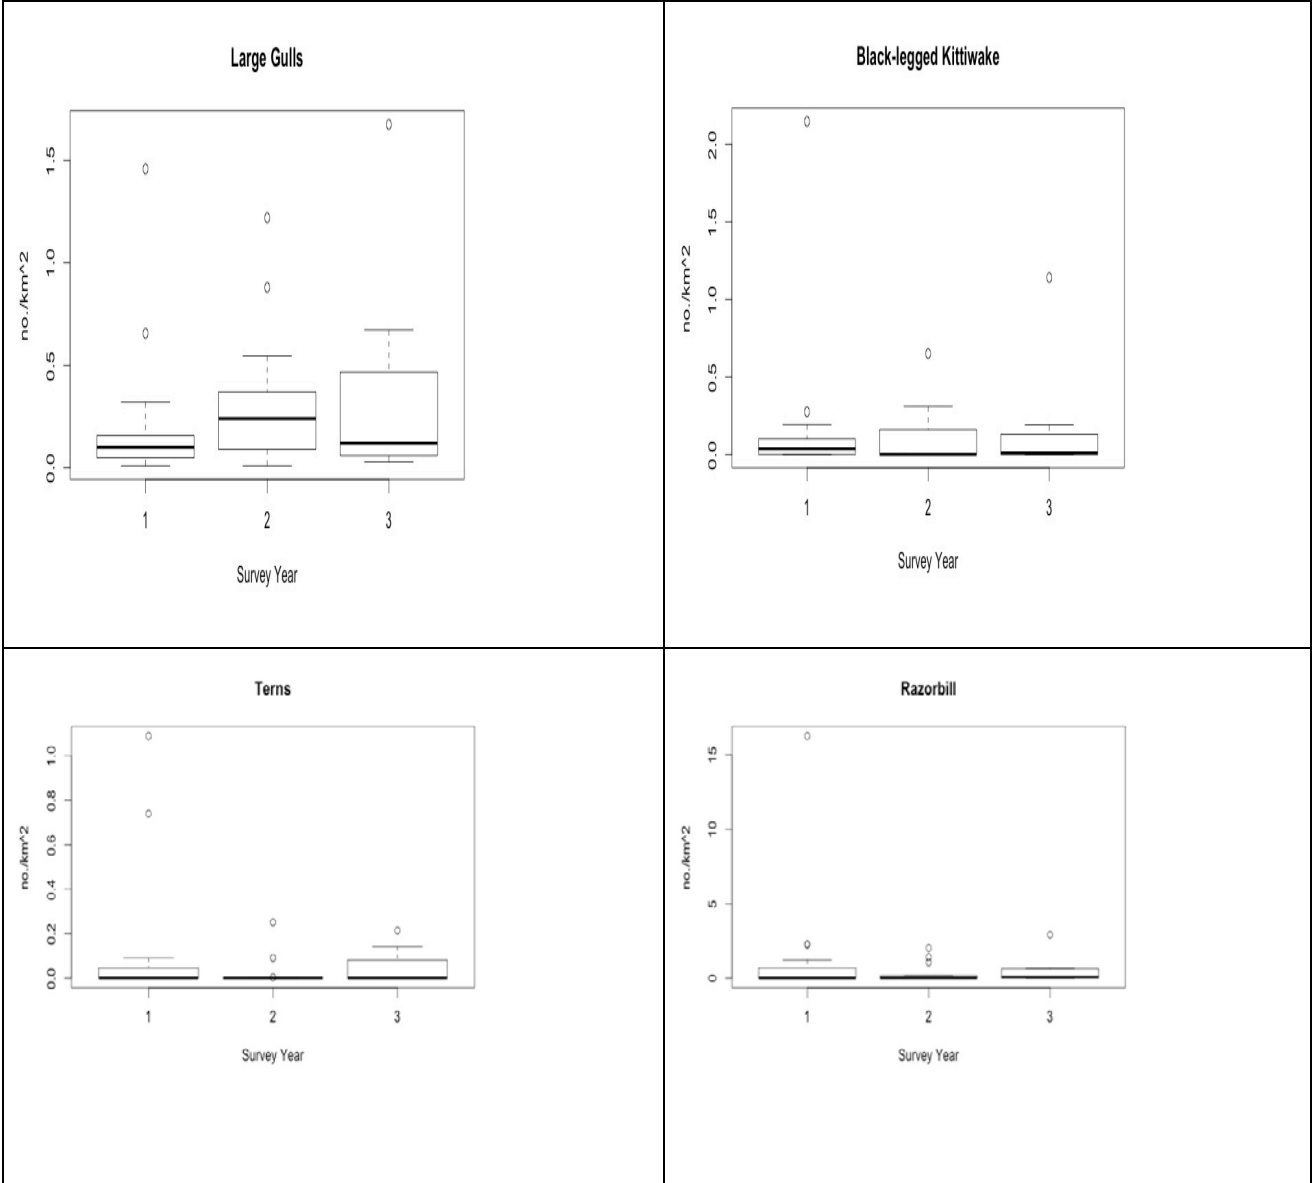 Large Gulls
no./km^2
1.5
1.0
0.5
0.0
1 2 3
Survey Year
Black-legged Kittiwake
no./km^2
2.0
1.5
1.0
0.5
0.0
1 2 3
Survey Year
Terns
no./km^2
1.0
0.8
0.6
0.4
0.2
0.0
1 2 3
Survey Year
Razorbill
no./km^2
15
10
5
0
1 2 3
Survey Year